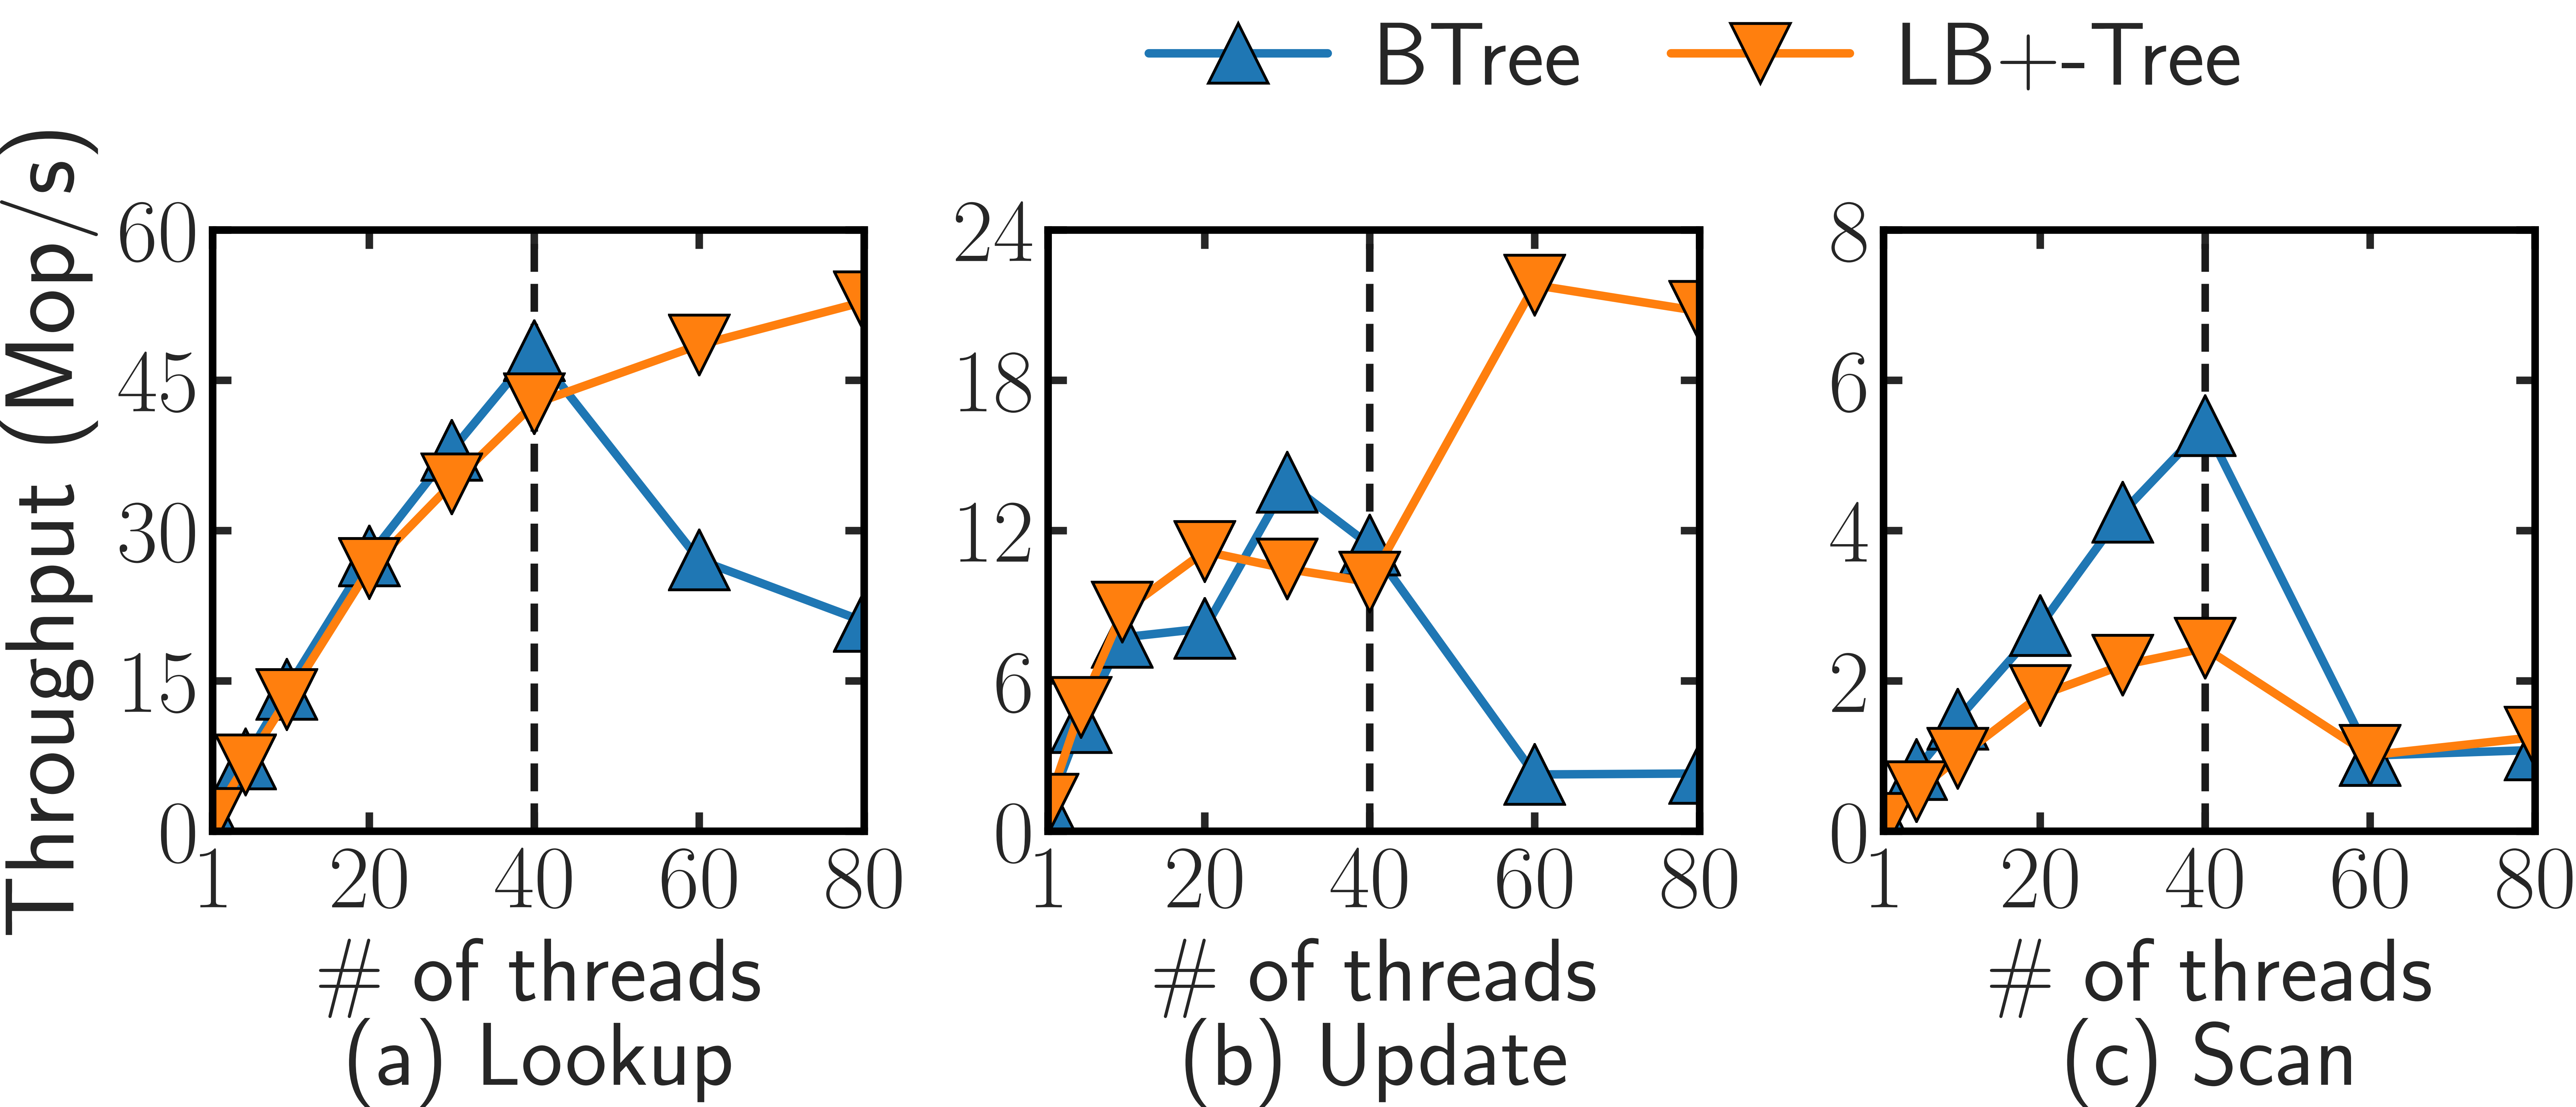 BTree LB+-Tree
Throughput (Mop/s)
60
45
30
15
0
1 20 40 60 80
# of threads
(a) Lookup
24
18
12
6
0
1 20 40 60 80
# of threads
(b) Update
8
6
4
2
0
1 20 40 60 80
# of threads
(c) Scan